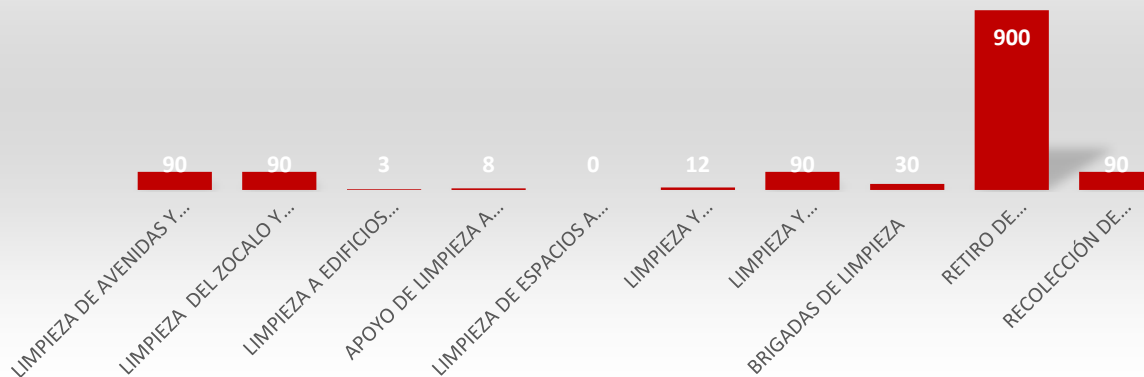 900
90
90
3
8
0
12
90
30
90
LIMPIEZA DE AVENIDAS Y...
LIMPIEZA  DEL ZOCALO Y...
LIMPIEZA A EDIFICIOS...
APOYO DE LIMPIEZA A...
LIMPIEZA DE ESPACIOS A...
LIMPIEZA Y...
LIMPIEZA Y...
BRIGADAS DE LIMPIEZA
RETIRO DE...
RECOLECCIÓN DE...